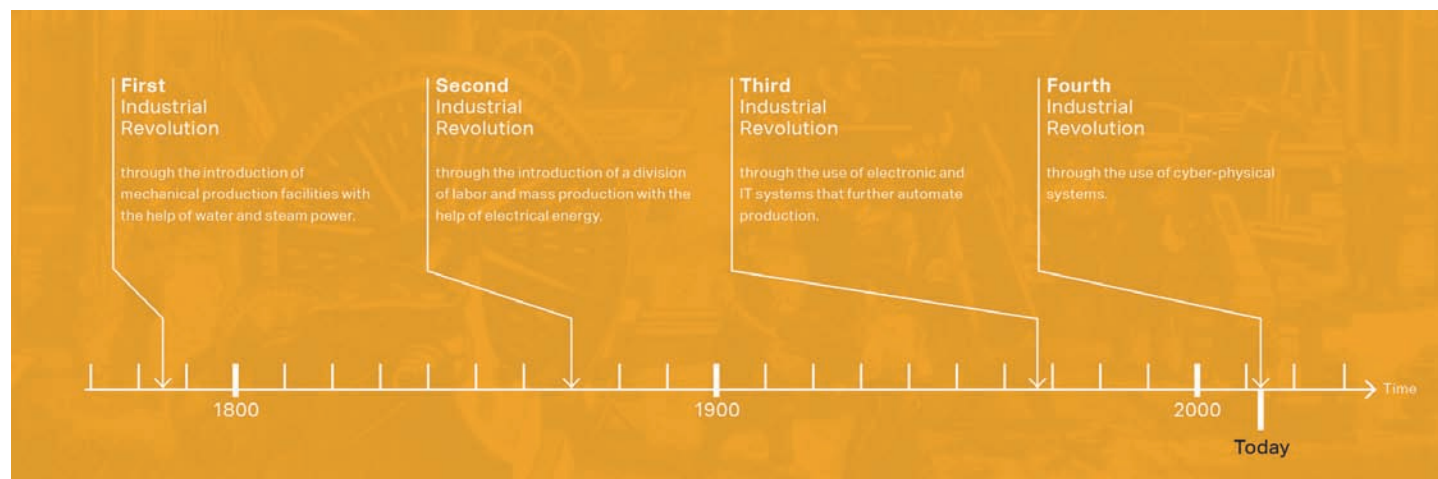 First
Industrial
Revolution
through the introduction of
mechanical production facilities with
the help of water and steam power.
Second
Industrial
Revolution
through the introduction of a division
of labor and mass production with the
help of electrical energy.
Third
Industrial
Revolution
through the use of electronic and
IT systems that further automate
production.
Fourth
Industrial
Revolution
through the use of cyber-physical
systems.
Time
1800
1900
2000
Today